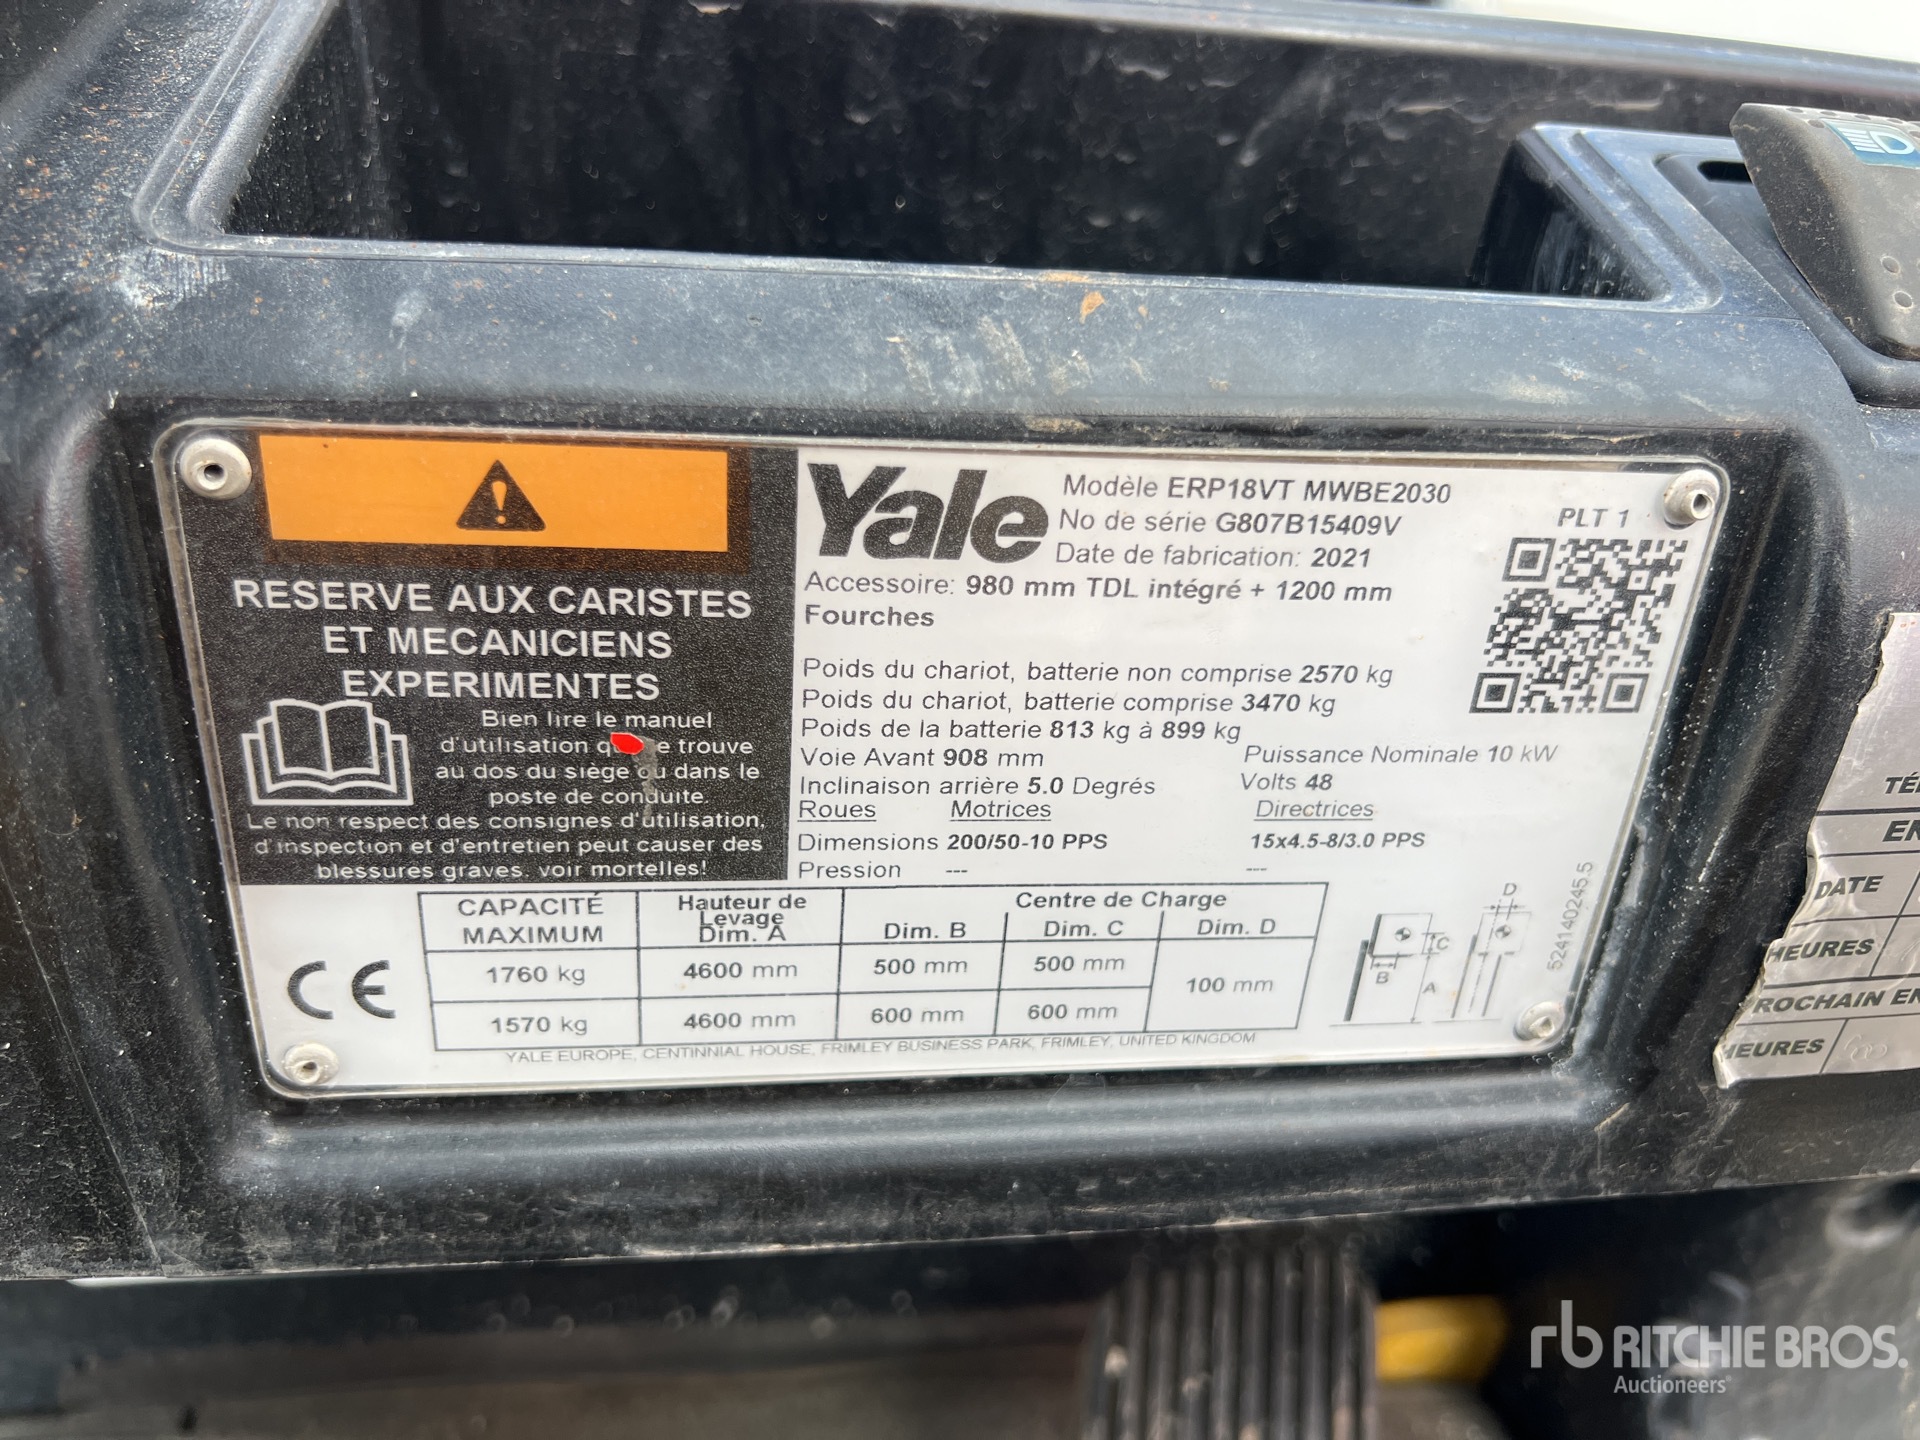 RESERVE AUX CARISTES
ET MECANICIENS
EXPERIMENTES
Bien lire le manuel
d'utilisation e trouve
au dos du siège ou dans le
poste de conduite.
Le non respect des consignes d'utilisation,
d'inspection et d'entretien peut causer des
blessures graves, voir mortelles!
Yale
Modèle ERP18VT MWBE2030
No de série G807B15409V
Date de fabrication: 2021
PLT 1
Accessoire: 980 mm TDL intégré + 1200 mm
Fourches
Poids du chariot, batterie non comprise 2570 kg
Poids du chariot, batterie comprise 3470 kg
Poids de la batterie 813 kg à 899 kg
Voie Avant 908 mm Puissance Nominale 10 kW
Inclinaison arrière 5.0 Degrés Volts 48
Roues Motrices Directrices
Dimensions 200/50-10 PPS 15x4.5-8/3.0 PPS
Pression --- ---
CAPACITÉ MAXIMUM
Hauteur de Levage Dim. A
Centre de Charge
Dim. B Dim. C Dim. D
1760 kg 4600 mm 500 mm 500 mm 100 mm
1570 kg 4600 mm 600 mm 600 mm
CE
YALE EUROPE, CENTINNIAL HOUSE, FRIMLEY BUSINESS PARK, FRIMLEY, UNITED KINGDOM
B C A D
524140245.5
TÉ
EN
DATE
HEURES
ROCHAIN EN
HEURES
rb RITCHIE BROS.
Auctioneers